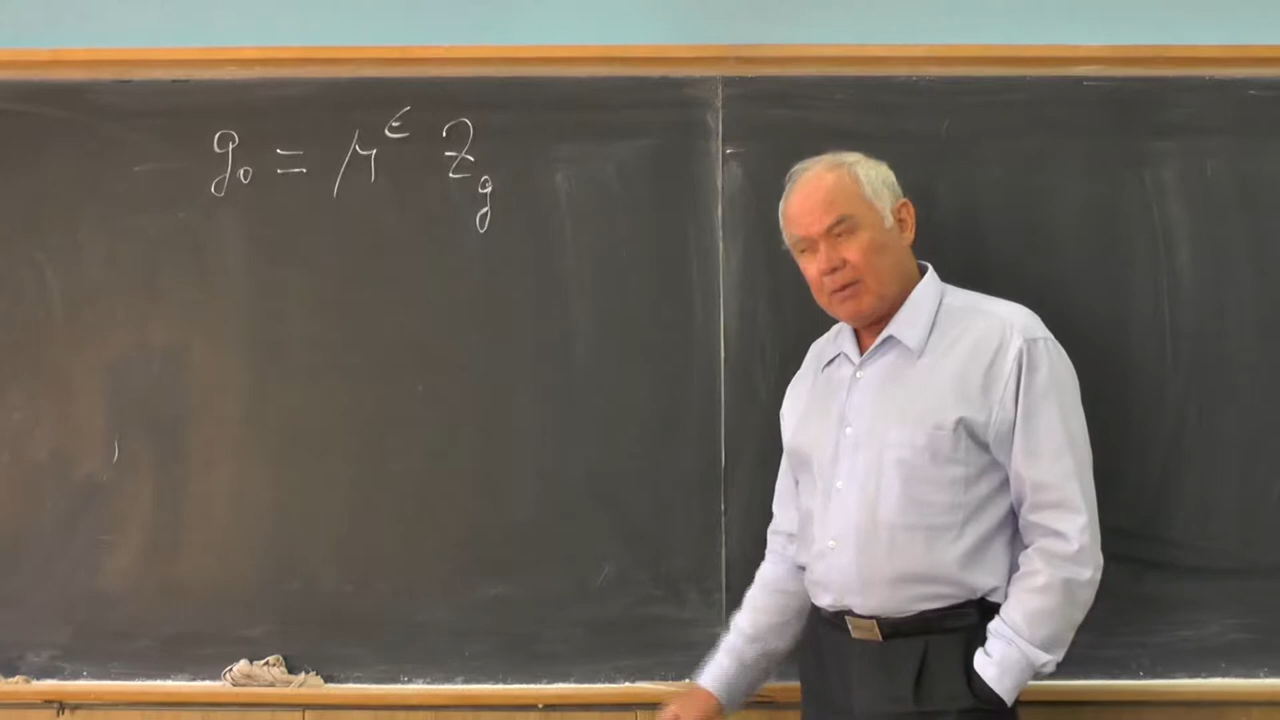 g₀ = μ^ε Z_g